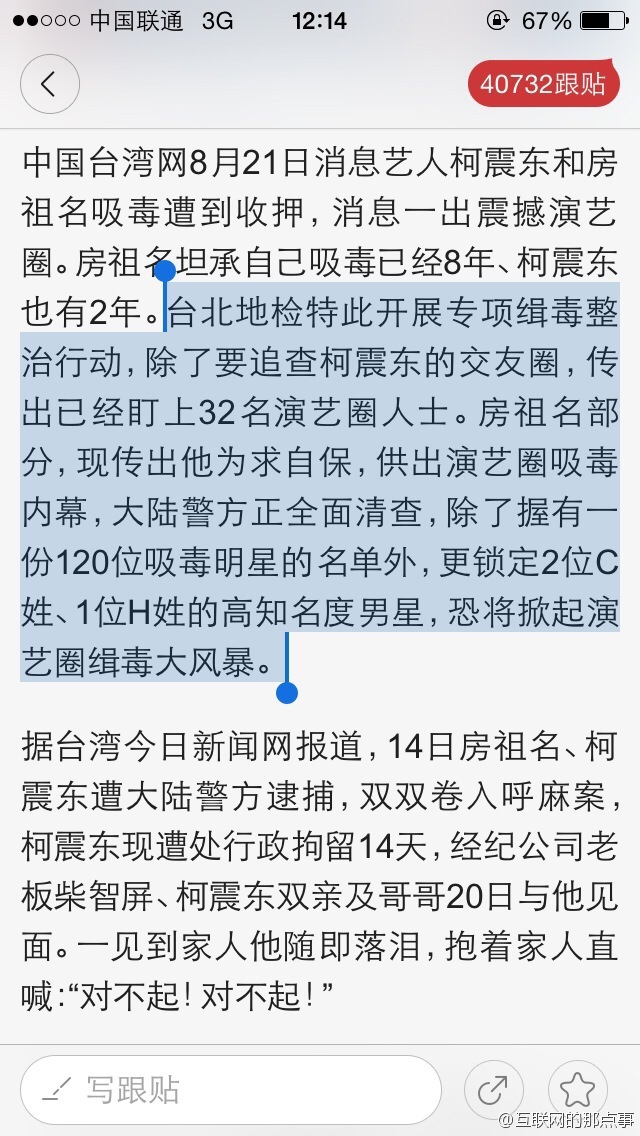 中国联通 3G 12:14 67%
40732跟贴
中国台湾网8月21日消息艺人柯震东和房
祖名吸毒遭到收押，消息一出震撼演艺
圈。房祖名坦承自己吸毒已经8年、柯震东
也有2年。台北地检特此开展专项缉毒整
治行动，除了要追查柯震东的交友圈，传
出已经盯上32名演艺圈人士。房祖名部
分，现传出他为求自保，供出演艺圈吸毒
内幕，大陆警方正全面清查，除了握有一
份120位吸毒明星的名单外，更锁定2位C
姓、1位H姓的高知名度男星，恐将掀起演
艺圈缉毒大风暴。
据台湾今日新闻网报道，14日房祖名、柯
震东遭大陆警方逮捕，双双卷入呼麻案，
柯震东现遭处行政拘留14天，经纪公司老
板柴智屏、柯震东双亲及哥哥20日与他见
面。一见到家人他随即落泪，抱着家人直
喊：“对不起！对不起！”
写跟贴
@互联网的那点事